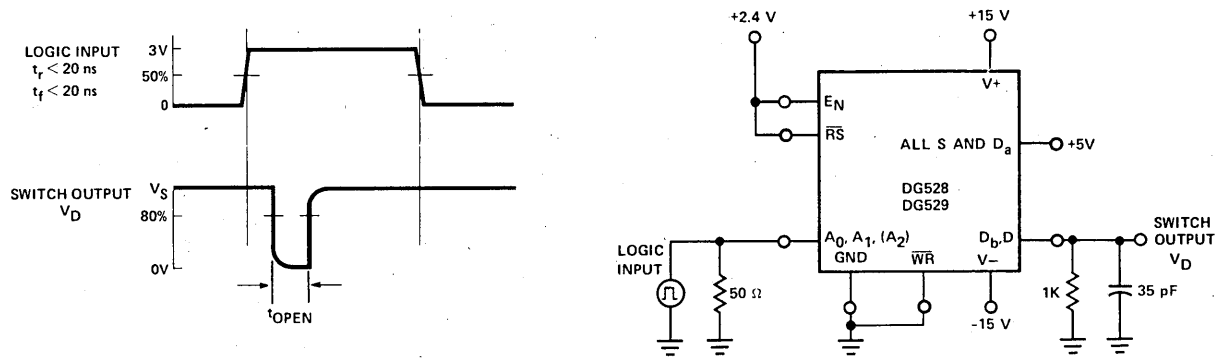 LOGIC INPUT
tr < 20 ns
tf < 20 ns
3V
50%
0
SWITCH OUTPUT
VD
VS
80%
0V
tOPEN
+2.4 V
+15 V
V+
EN
RS
ALL S AND Da
+5V
DG528
DG529
A0, A1, (A2)
Db, D
GND
WR
V–
LOGIC
INPUT
50 Ω
SWITCH
OUTPUT
VD
1K
35 pF
-15 V